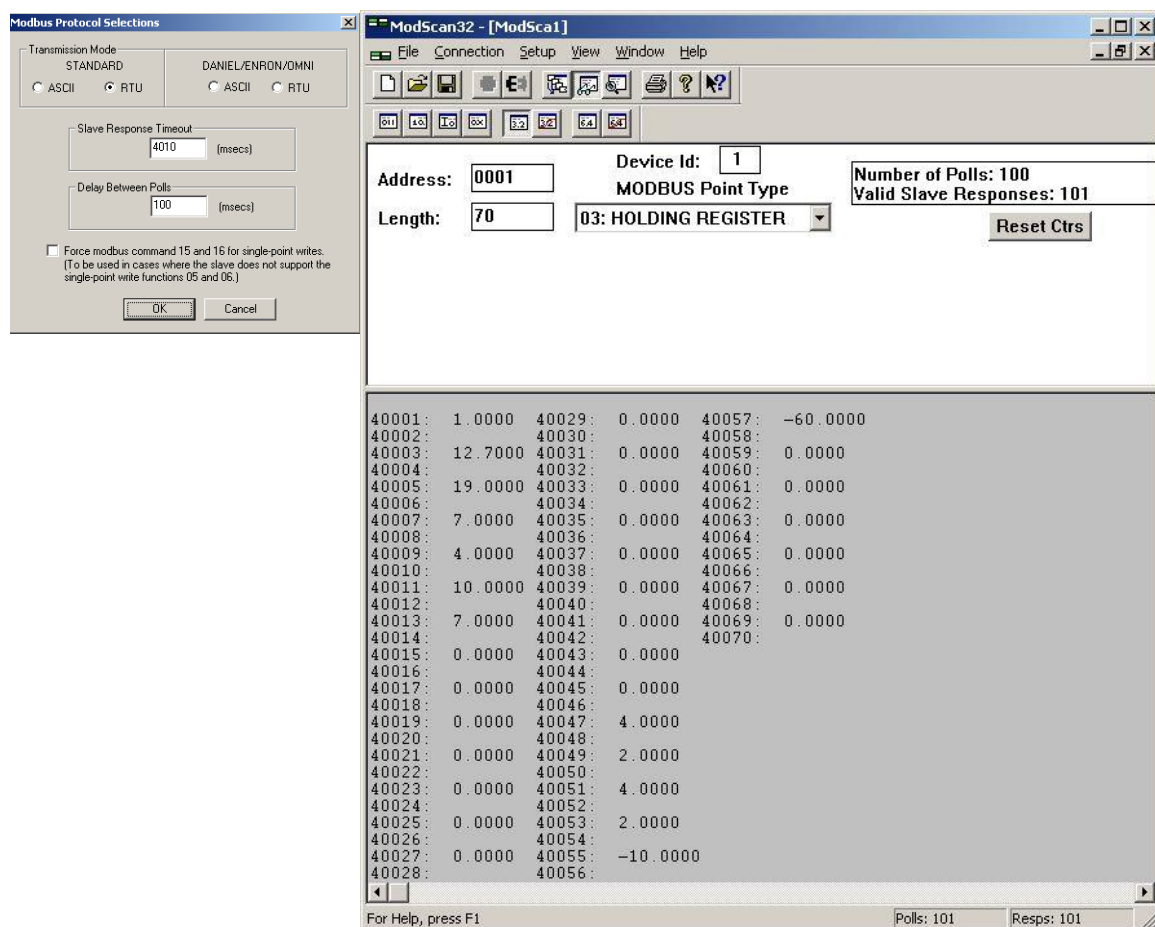 Modbus Protocol Selections
Transmission Mode
STANDARD
DANIEL/ENRON/OMNI
ASCII RTU
ASCII RTU
Slave Response Timeout
4010 (msecs)
Delay Between Polls
100 (msecs)
Force modbus command 15 and 16 for single-point writes.
(To be used in cases where the slave does not support the
single-point write functions 05 and 06.)
OK Cancel
ModScan32 - [ModSca1]
File Connection Setup View Window Help
Address: 0001
Device Id: 1
MODBUS Point Type
Length: 70
03: HOLDING REGISTER
Number of Polls: 100
Valid Slave Responses: 101
Reset Ctrs
40001: 1.0000 40029: 0.0000 40057: -60.0000
40002: 40030: 40058:
40003: 12.7000 40031: 0.0000 40059: 0.0000
40004: 40032: 40060:
40005: 19.0000 40033: 0.0000 40061: 0.0000
40006: 40034: 40062:
40007: 7.0000 40035: 0.0000 40063: 0.0000
40008: 40036: 40064:
40009: 4.0000 40037: 0.0000 40065: 0.0000
40010: 40038: 40066:
40011: 10.0000 40039: 0.0000 40067: 0.0000
40012: 40040: 40068:
40013: 7.0000 40041: 0.0000 40069: 0.0000
40014: 40042: 40070:
40015: 0.0000 40043: 0.0000
40016: 40044:
40017: 0.0000 40045: 0.0000
40018: 40046:
40019: 0.0000 40047: 4.0000
40020: 40048:
40021: 0.0000 40049: 2.0000
40022: 40050:
40023: 0.0000 40051: 4.0000
40024: 40052:
40025: 0.0000 40053: 2.0000
40026: 40054:
40027: 0.0000 40055: -10.0000
40028: 40056:
For Help, press F1
Polls: 101
Resps: 101